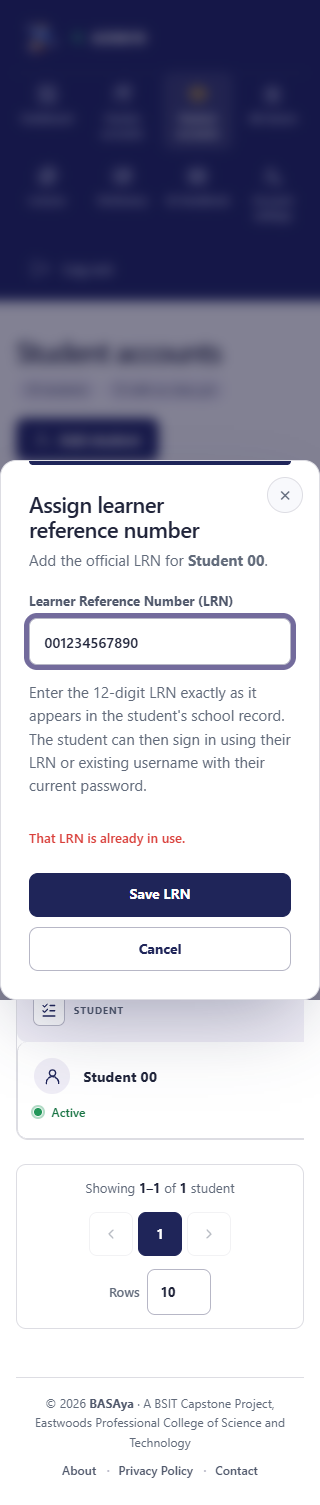 Student accounts
Assign learner
reference number
Add the official LRN for Student 00.
Learner Reference Number (LRN)
001234567890
Enter the 12-digit LRN exactly as it
appears in the student's school record.
The student can then sign in using their
LRN or existing username with their
current password.
That LRN is already in use.
Save LRN
Cancel
STUDENT
Student 00
Active
Showing 1–1 of 1 student
1
Rows 10
© 2026 BASAya · A BSIT Capstone Project,
Eastwoods Professional College of Science and
Technology
About · Privacy Policy · Contact